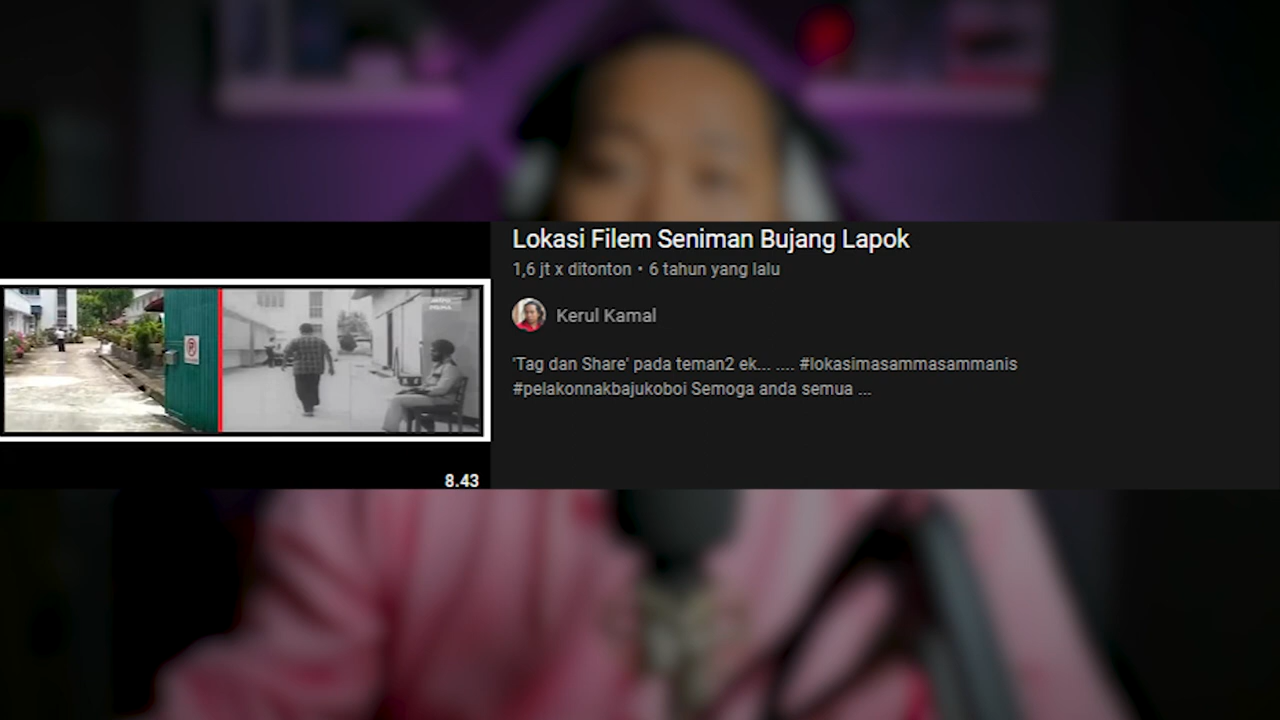 Lokasi Filem Seniman Bujang Lapok
1,6 jt x ditonton • 6 tahun yang lalu
Kerul Kamal
'Tag dan Share' pada teman2 ek... .... #lokasimasammasammanis
#pelakonnakbajukoboi Semoga anda semua ...
8.43